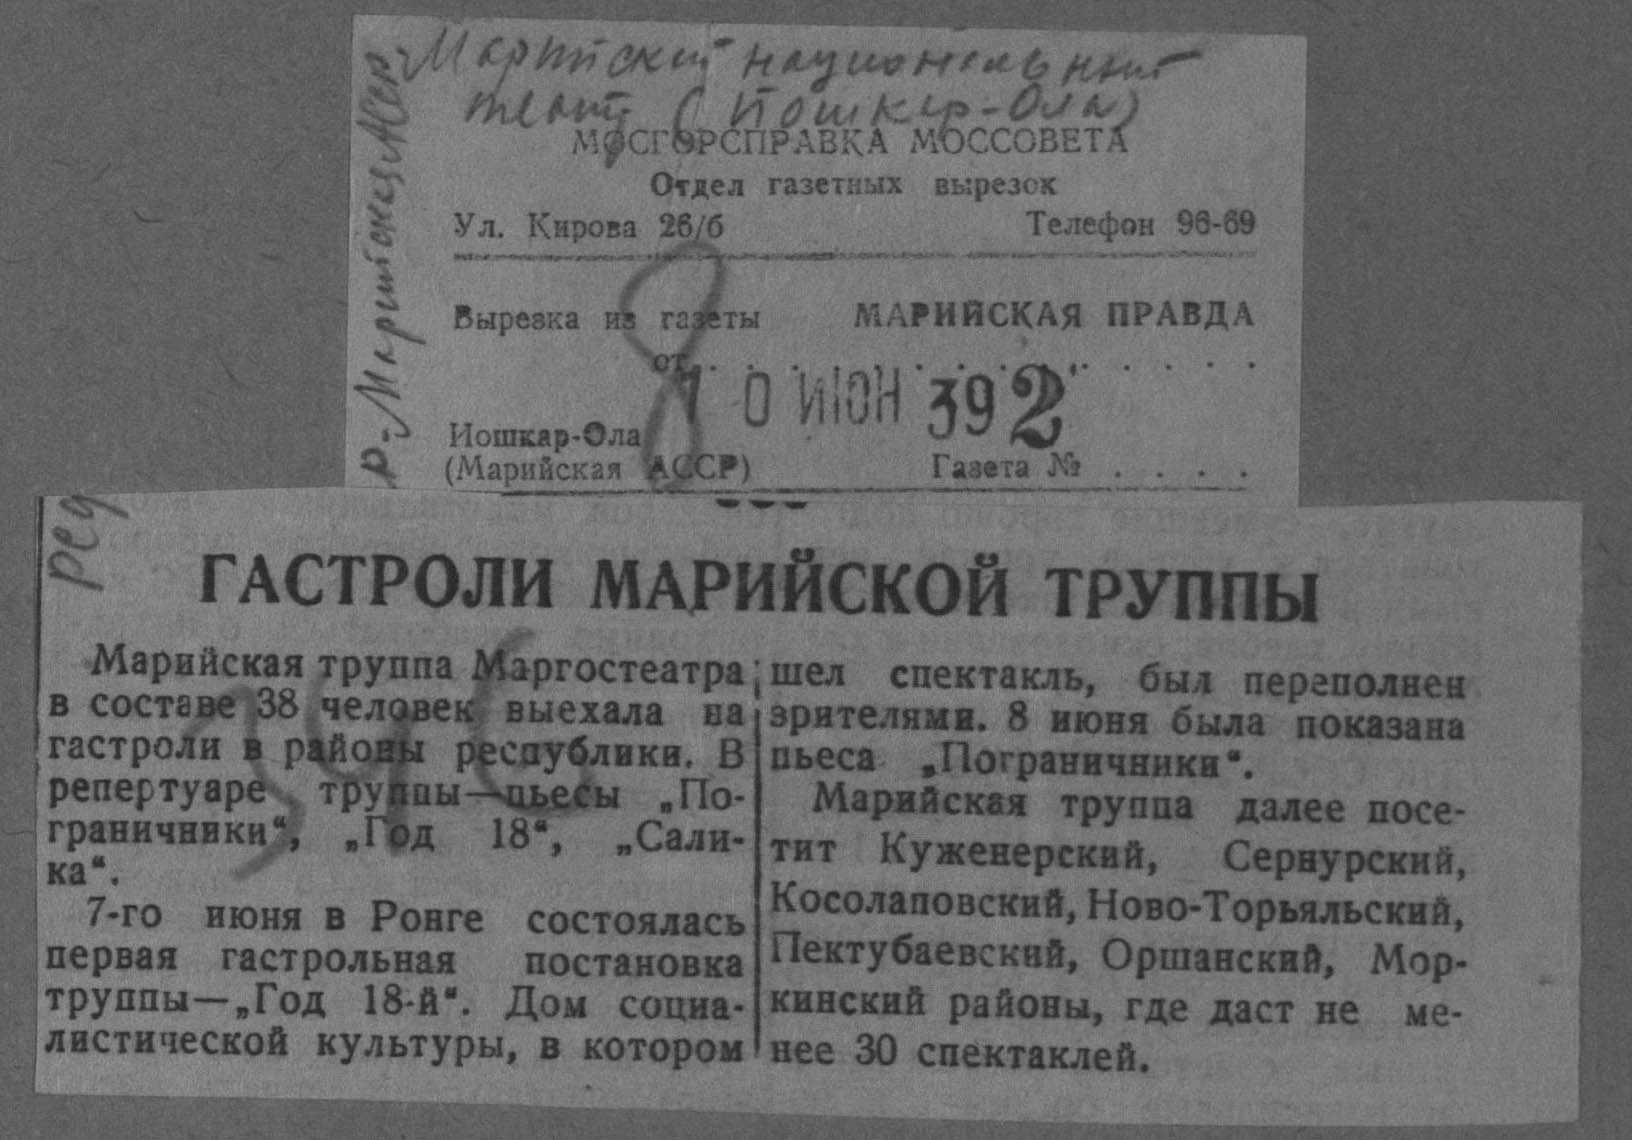 Марийский национальный
театр (Йошкар-Ола)
Марийская АССР
МОСГОРСПРАВКА МОССОВЕТА
Отдел газетных вырезок
Ул. Кирова 26/б Телефон 96-69
Вырезка из газеты МАРИЙСКАЯ ПРАВДА
от . . . . . . . . . . .
10 ИЮН 39 2
Иошкар-Ола
(Марийская АССР) Газета № . . . .
8
ГАСТРОЛИ МАРИЙСКОЙ ТРУППЫ
Марийская труппа Маргостеатра
в составе 38 человек выехала на
гастроли в районы республики. В
репертуаре труппы—пьесы „По-
граничники“, „Год 18“, „Сали-
ка“.
7-го июня в Ронге состоялась
первая гастрольная постановка
труппы—„Год 18-й“. Дом социа-
листической культуры, в котором
шел спектакль, был переполнен
зрителями. 8 июня была показана
пьеса „Пограничники“.
Марийская труппа далее посе-
тит Куженерский, Сернурский,
Косолаповский, Ново-Торьяльский,
Пектубаевский, Оршанский, Мор-
кинский районы, где даст не ме-
нее 30 спектаклей.